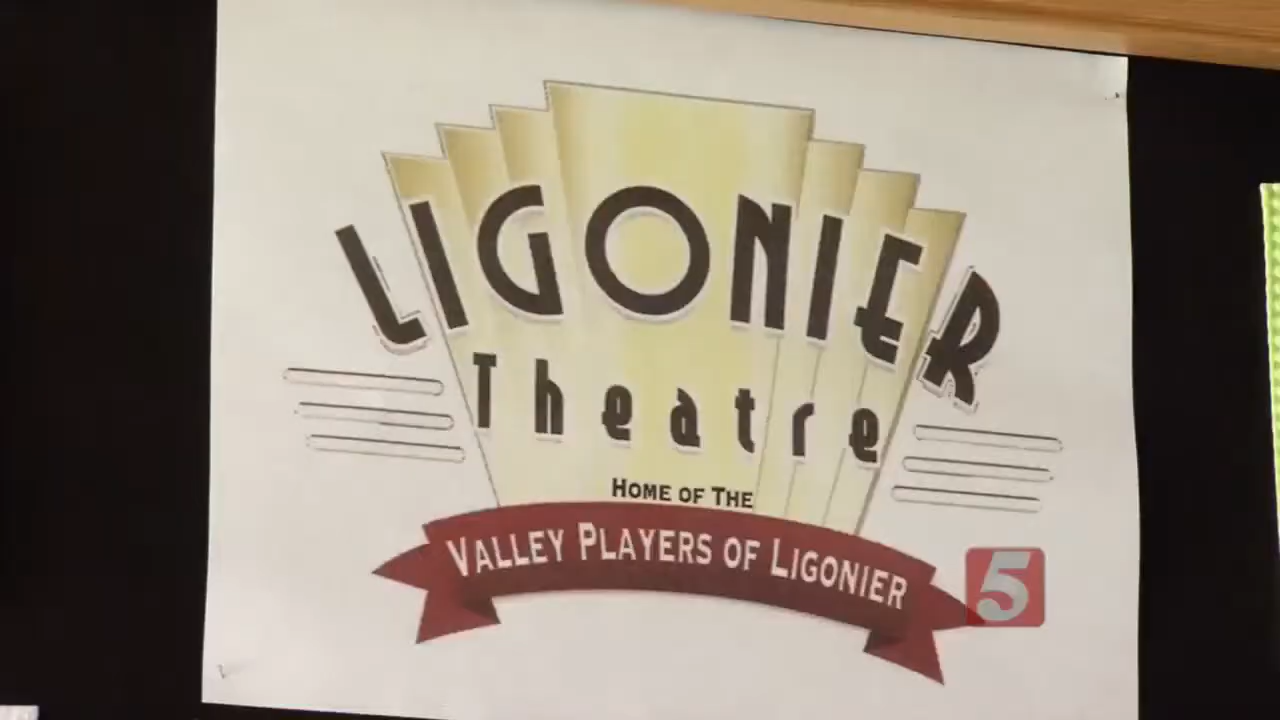 LIGONIER
Theatre
HOME OF THE
VALLEY PLAYERS OF LIGONIER
5